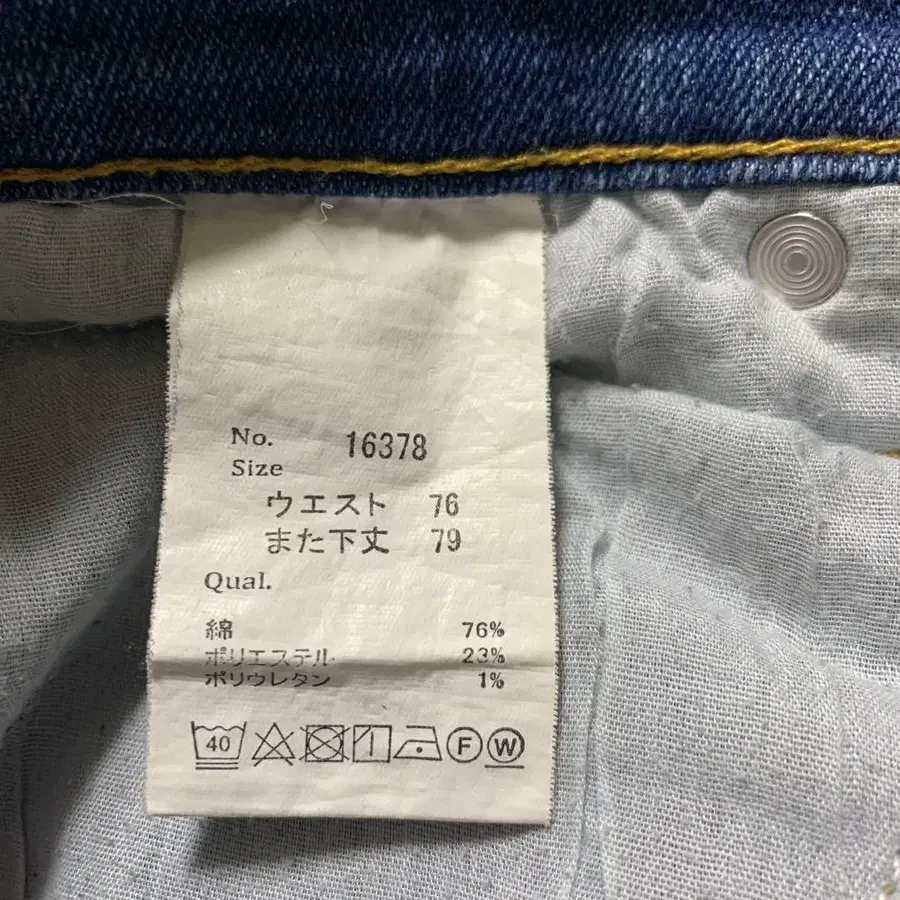 No. 16378
Size
ウエスト 76
また下丈 79
Qual.
綿 76%
ポリエステル 23%
ポリウレタン 1%
40 F W